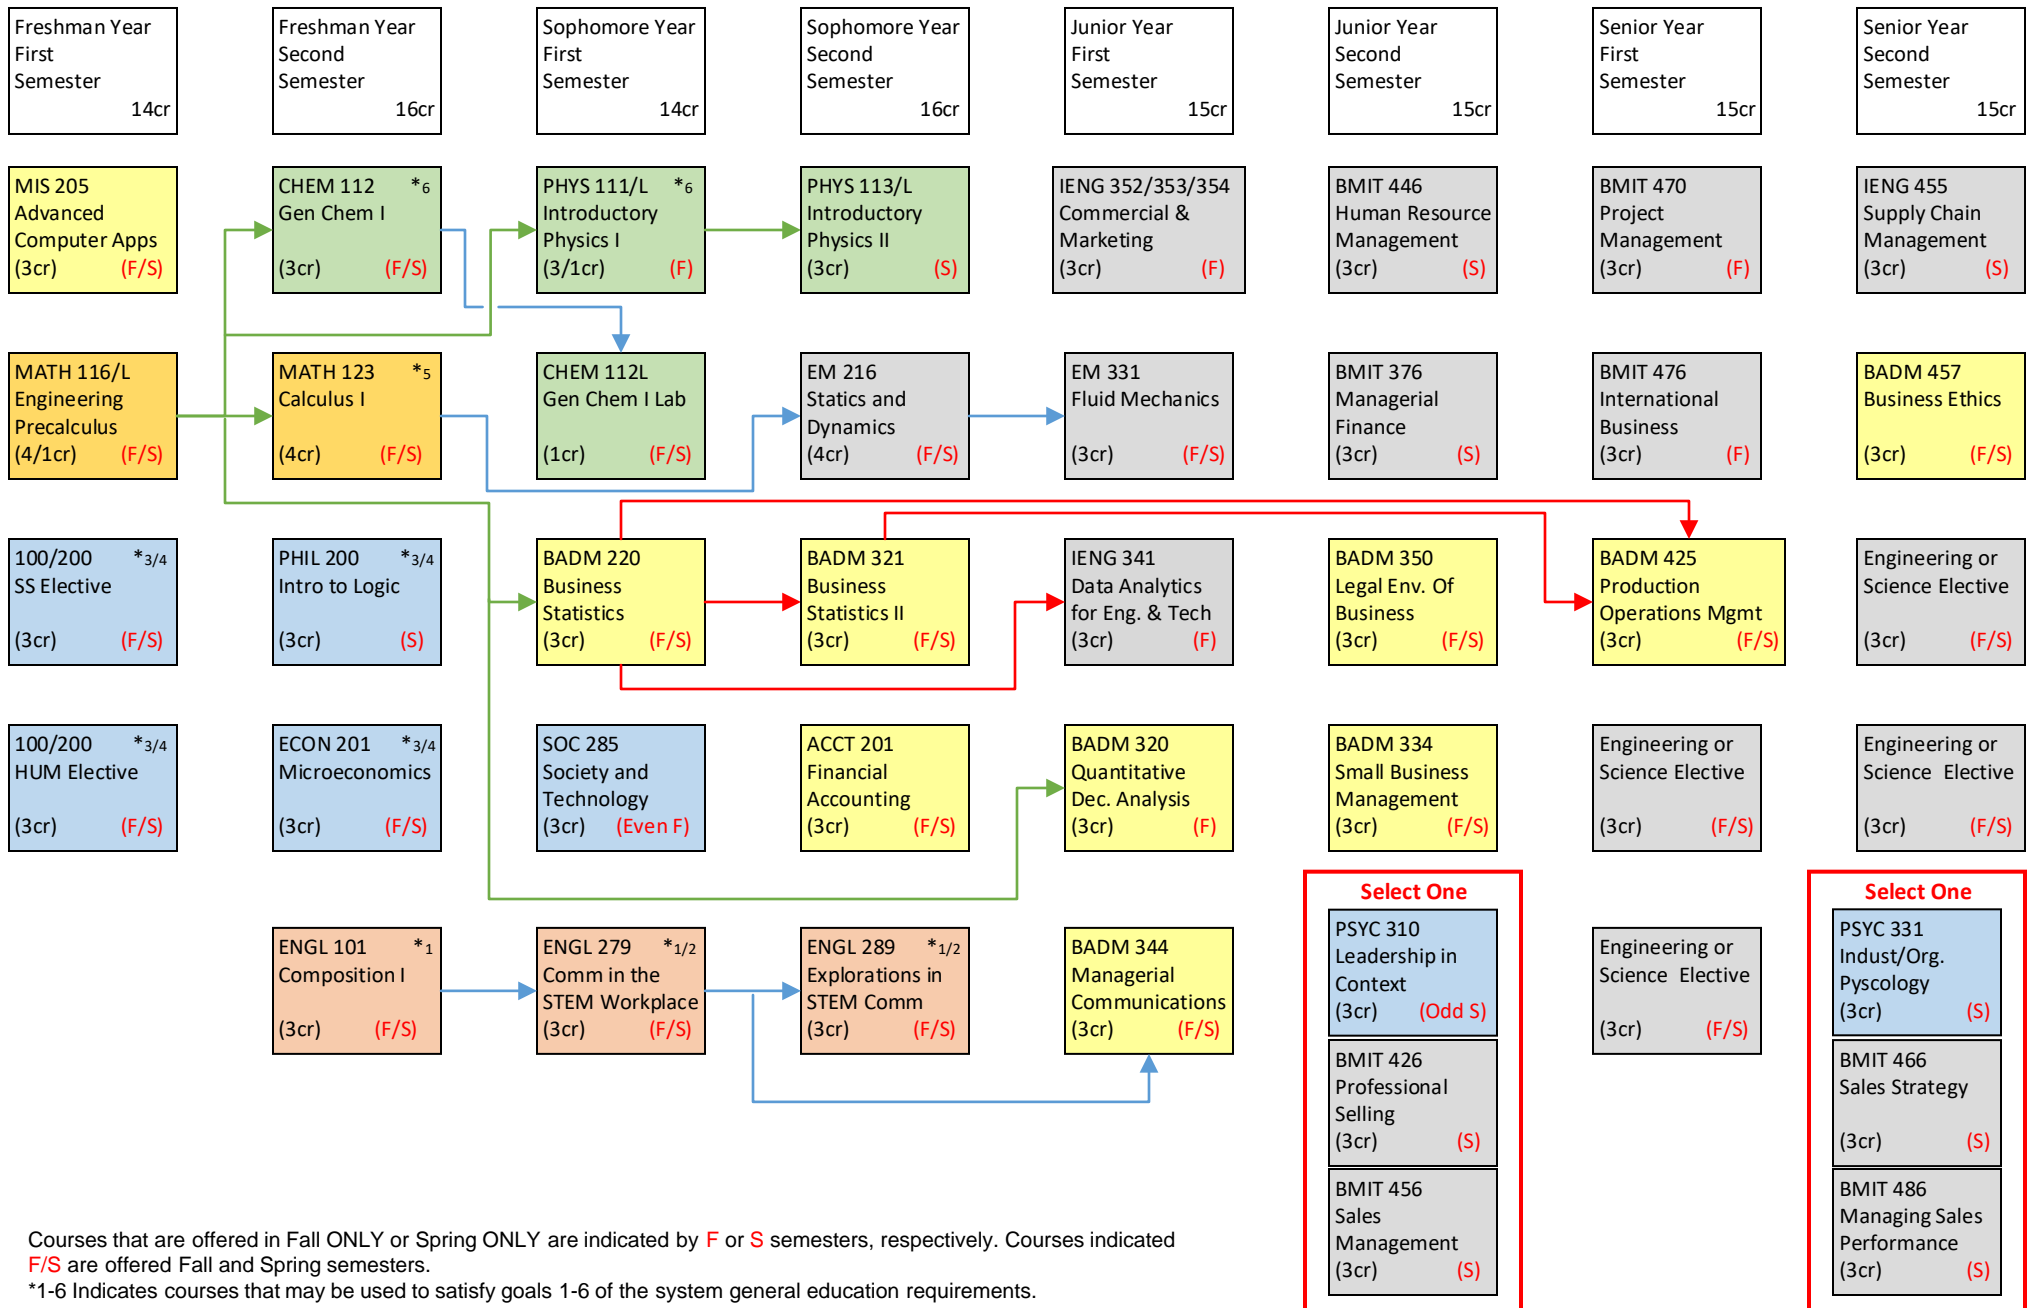 Freshman Year
First
Semester
14cr
Freshman Year
Second
Semester
16cr
Sophomore Year
First
Semester
14cr
Sophomore Year
Second
Semester
16cr
Junior Year
First
Semester
15cr
Junior Year
Second
Semester
15cr
Senior Year
First
Semester
15cr
Senior Year
Second
Semester
15cr
MIS 205
Advanced
Computer Apps
(3cr) (F/S)
CHEM 112 *6
Gen Chem I
(3cr) (F/S)
PHYS 111/L *6
Introductory
Physics I
(3/1cr) (F)
PHYS 113/L
Introductory
Physics II
(3cr) (S)
IENG 352/353/354
Commercial &
Marketing
(3cr) (F)
BMIT 446
Human Resource
Management
(3cr) (S)
BMIT 470
Project
Management
(3cr) (F)
IENG 455
Supply Chain
Management
(3cr) (S)
MATH 116/L
Engineering
Precalculus
(4/1cr) (F/S)
MATH 123 *5
Calculus I
(4cr) (F/S)
CHEM 112L
Gen Chem I Lab
(1cr) (F/S)
EM 216
Statics and
Dynamics
(4cr) (F/S)
EM 331
Fluid Mechanics
(3cr) (F/S)
BMIT 376
Managerial
Finance
(3cr) (S)
BMIT 476
International
Business
(3cr) (F)
BADM 457
Business Ethics
(3cr) (F/S)
100/200 *3/4
SS Elective
(3cr) (F/S)
PHIL 200 *3/4
Intro to Logic
(3cr) (S)
BADM 220
Business
Statistics
(3cr) (F/S)
BADM 321
Business
Statistics II
(3cr) (F/S)
IENG 341
Data Analytics
for Eng. & Tech
(3cr) (F)
BADM 350
Legal Env. Of
Business
(3cr) (F/S)
BADM 425
Production
Operations Mgmt
(3cr) (F/S)
Engineering or
Science Elective
(3cr) (F/S)
100/200 *3/4
HUM Elective
(3cr) (F/S)
ECON 201 *3/4
Microeconomics
(3cr) (F/S)
SOC 285
Society and
Technology
(3cr) (Even F)
ACCT 201
Financial
Accounting
(3cr) (F/S)
BADM 320
Quantitative
Dec. Analysis
(3cr) (F)
BADM 334
Small Business
Management
(3cr) (F/S)
Engineering or
Science Elective
(3cr) (F/S)
Engineering or
Science Elective
(3cr) (F/S)
ENGL 101 *1
Composition I
(3cr) (F/S)
ENGL 279 *1/2
Comm in the
STEM Workplace
(3cr) (F/S)
ENGL 289 *1/2
Explorations in
STEM Comm
(3cr) (F/S)
BADM 344
Managerial
Communications
(3cr) (F/S)
Select One
PSYC 310
Leadership in
Context
(3cr) (Odd S)
BMIT 426
Professional
Selling
(3cr) (S)
BMIT 456
Sales
Management
(3cr) (S)
Engineering or
Science Elective
(3cr) (F/S)
Select One
PSYC 331
Indust/Org.
Pyscology
(3cr) (S)
BMIT 466
Sales Strategy
(3cr) (S)
BMIT 486
Managing Sales
Performance
(3cr) (S)
Courses that are offered in Fall ONLY or Spring ONLY are indicated by F or S semesters, respectively. Courses indicated
F/S are offered Fall and Spring semesters.
*1-6 Indicates courses that may be used to satisfy goals 1-6 of the system general education requirements.